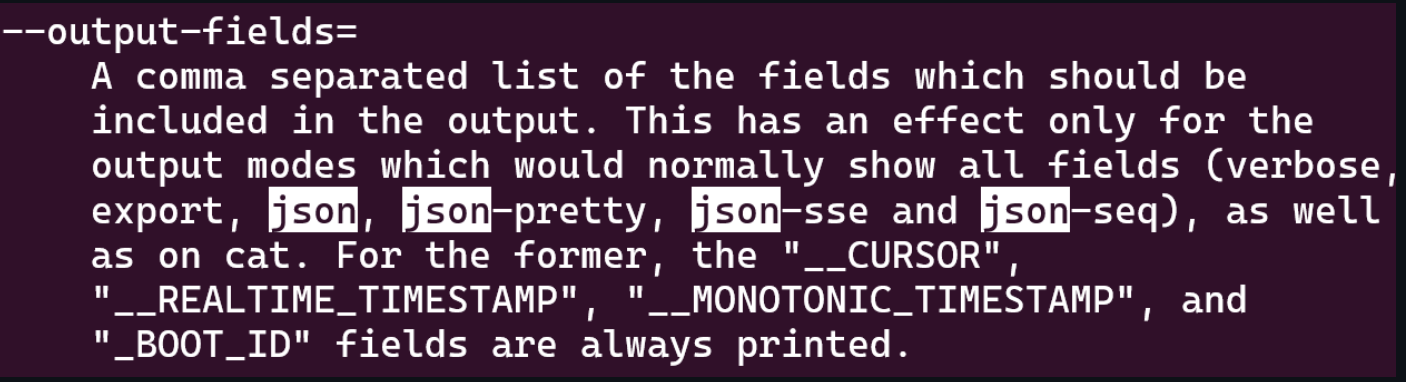 --output-fields=
A comma separated list of the fields which should be
included in the output. This has an effect only for the
output modes which would normally show all fields (verbose,
export, json, json-pretty, json-sse and json-seq), as well
as on cat. For the former, the "__CURSOR",
"__REALTIME_TIMESTAMP", "__MONOTONIC_TIMESTAMP", and
"_BOOT_ID" fields are always printed.